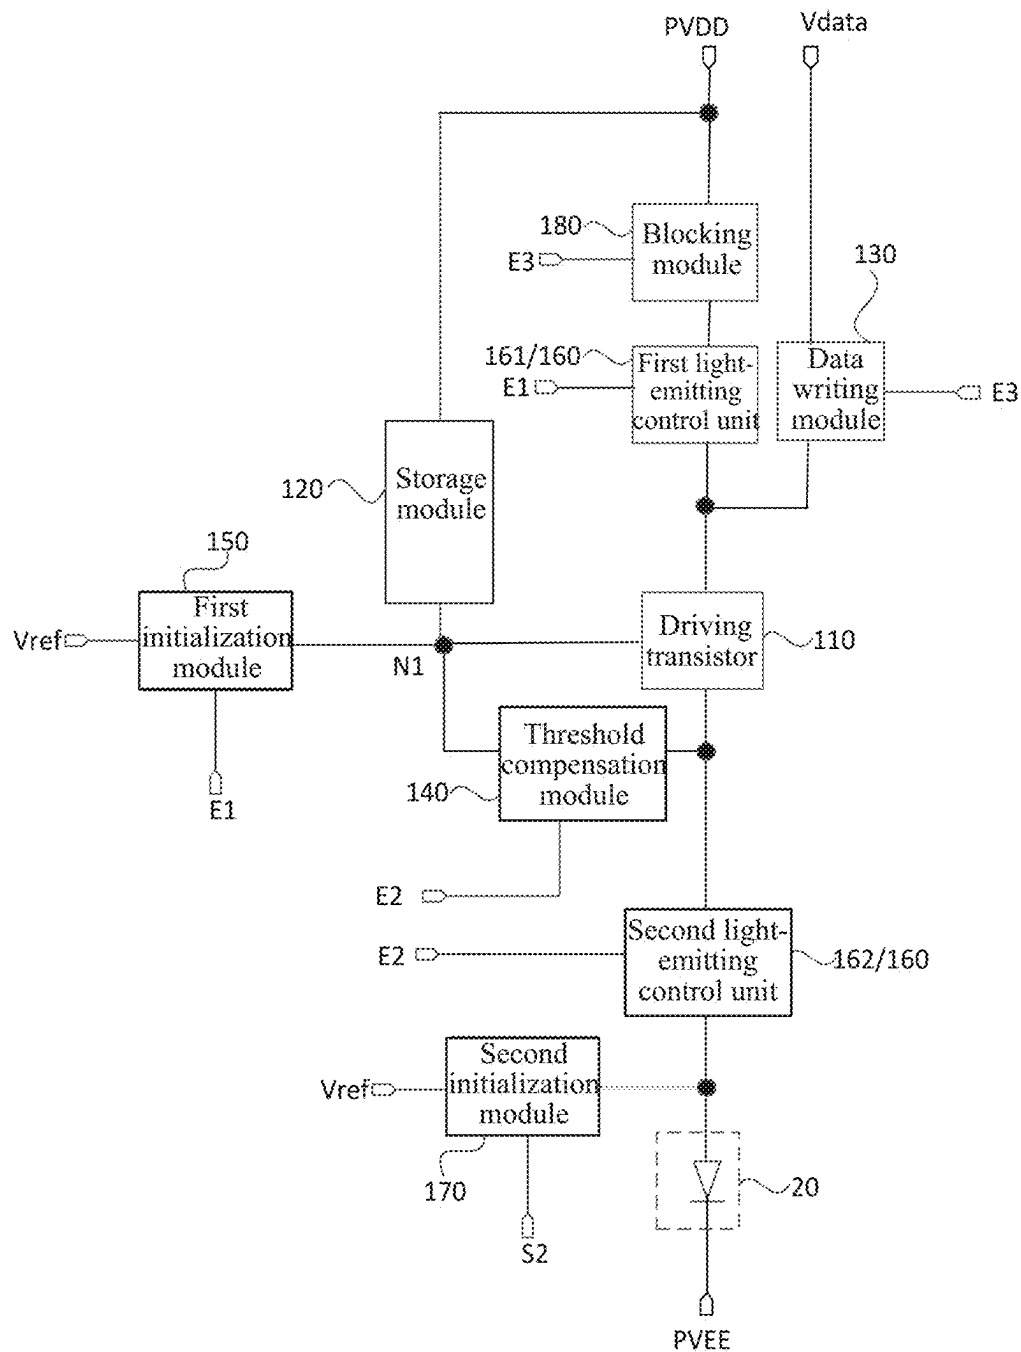 PVDD
Vdata
180
Blocking
module
E3
130
161/160
First light-
emitting
control unit
E1
Data
writing
module
E3
120
Storage
module
150
First
initialization
module
Vref
N1
Driving
transistor
110
E1
Threshold
compensation
module
140
E2
Second light-
emitting
control unit
E2
162/160
Second
initialization
module
Vref
170
20
S2
PVEE